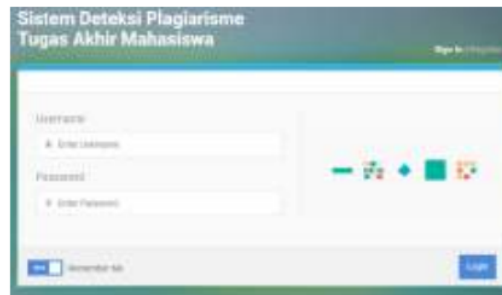 Sistem Deteksi Plagiarisme
Tugas Akhir Mahasiswa
Sign In
Username
Enter Username
Password
Enter Password
Remember Me
Login